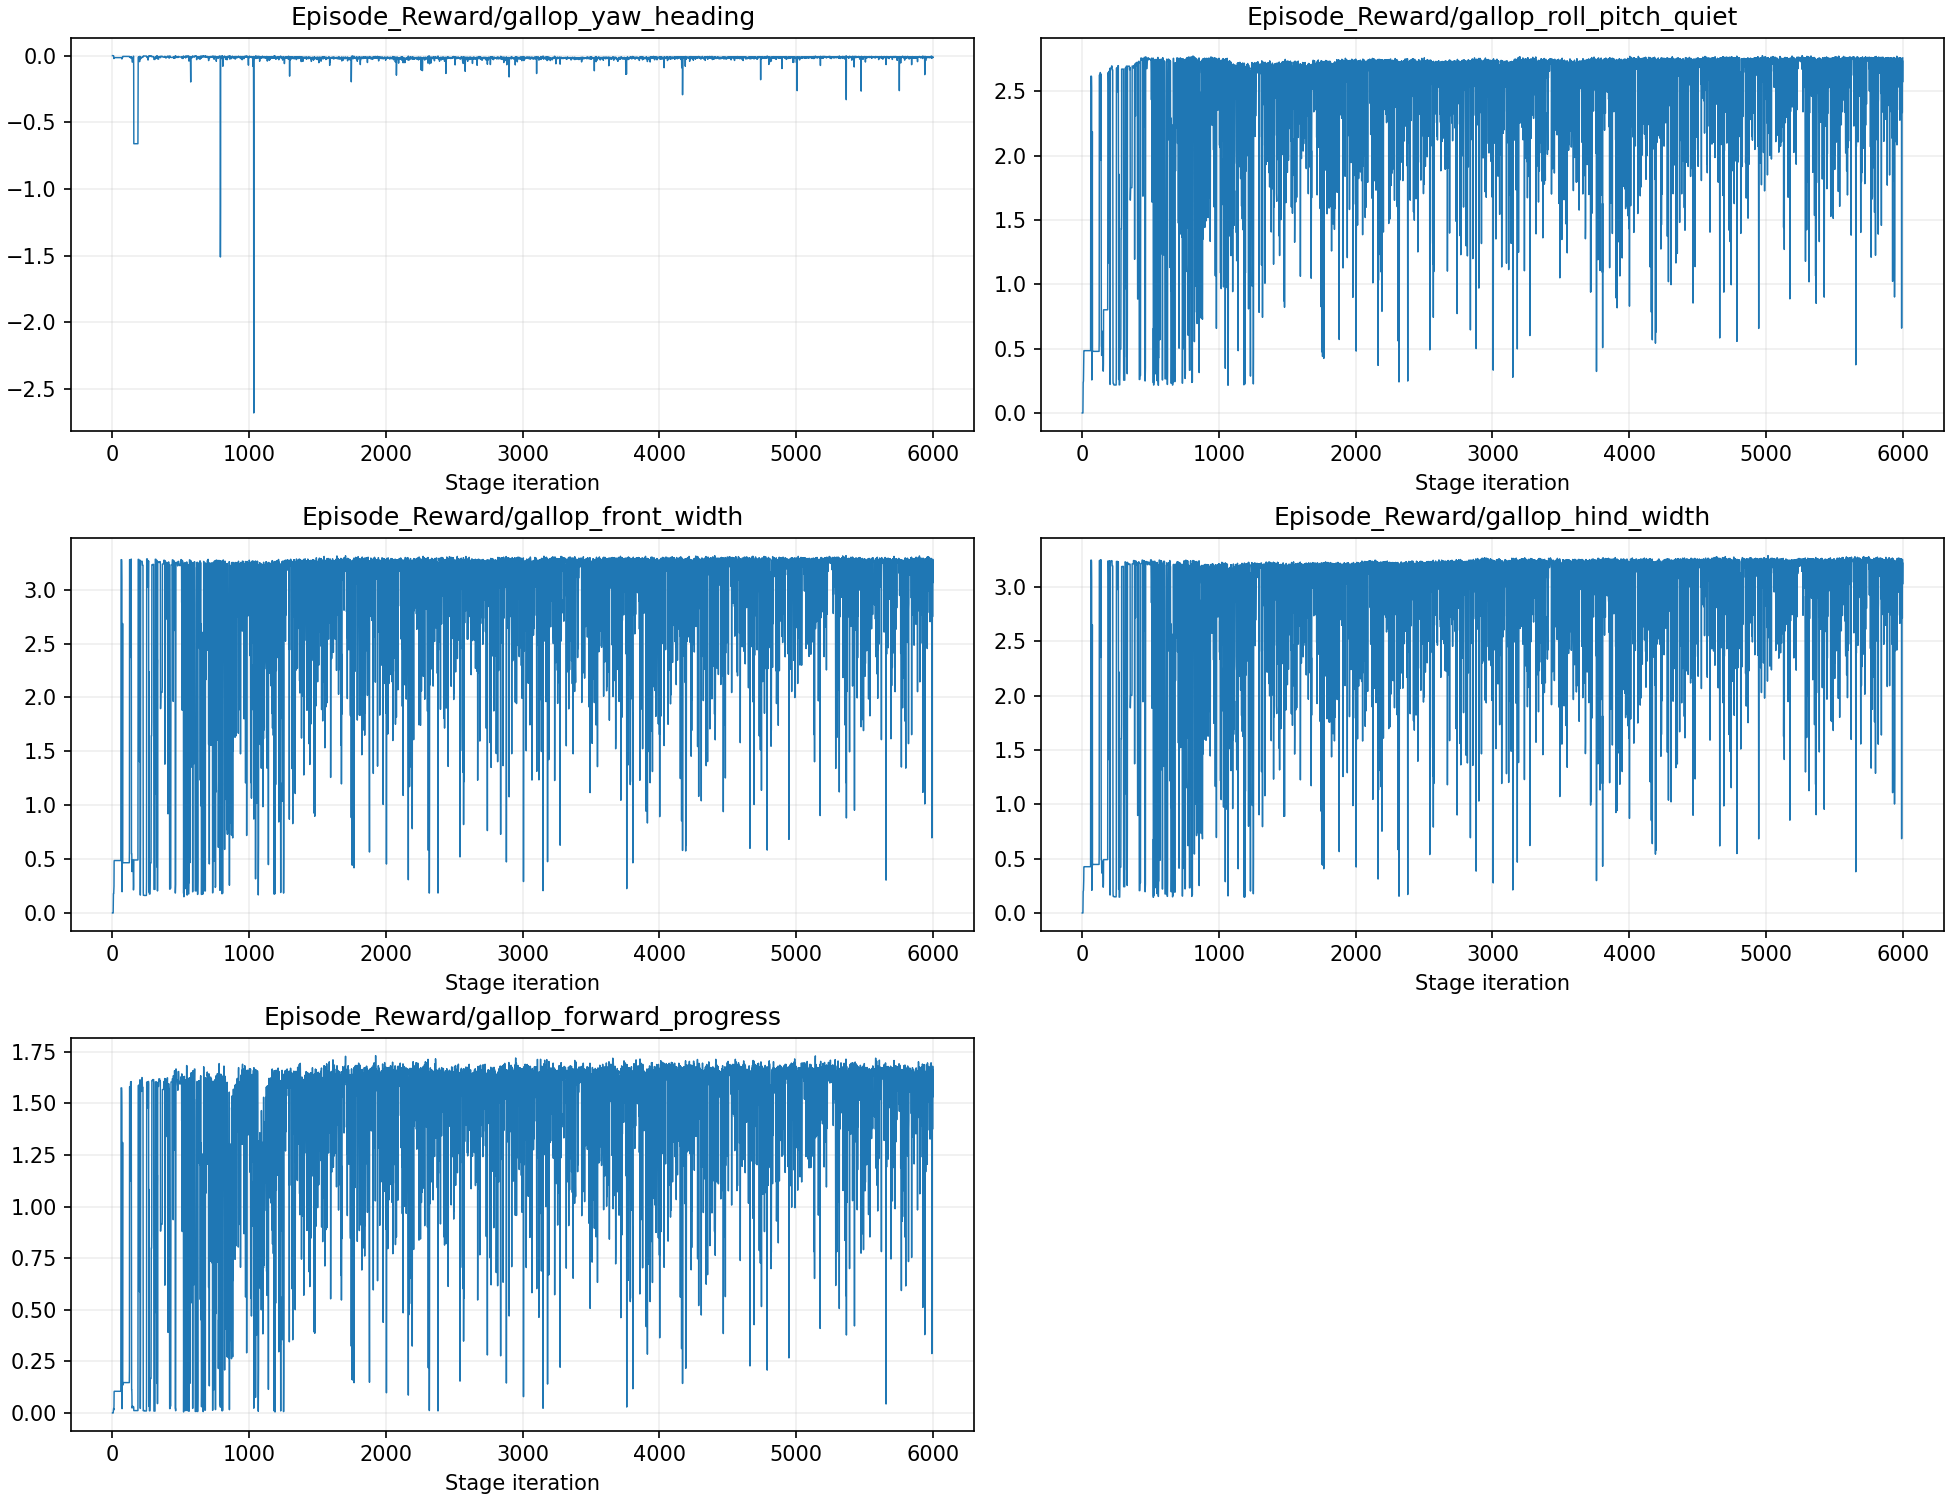 Episode_Reward/gallop_yaw_heading
0.0
−0.5
−1.0
−1.5
−2.0
−2.5
0 1000 2000 3000 4000 5000 6000
Stage iteration
Episode_Reward/gallop_roll_pitch_quiet
2.5
2.0
1.5
1.0
0.5
0.0
0 1000 2000 3000 4000 5000 6000
Stage iteration
Episode_Reward/gallop_front_width
3.0
2.5
2.0
1.5
1.0
0.5
0.0
0 1000 2000 3000 4000 5000 6000
Stage iteration
Episode_Reward/gallop_hind_width
3.0
2.5
2.0
1.5
1.0
0.5
0.0
0 1000 2000 3000 4000 5000 6000
Stage iteration
Episode_Reward/gallop_forward_progress
1.75
1.50
1.25
1.00
0.75
0.50
0.25
0.00
0 1000 2000 3000 4000 5000 6000
Stage iteration